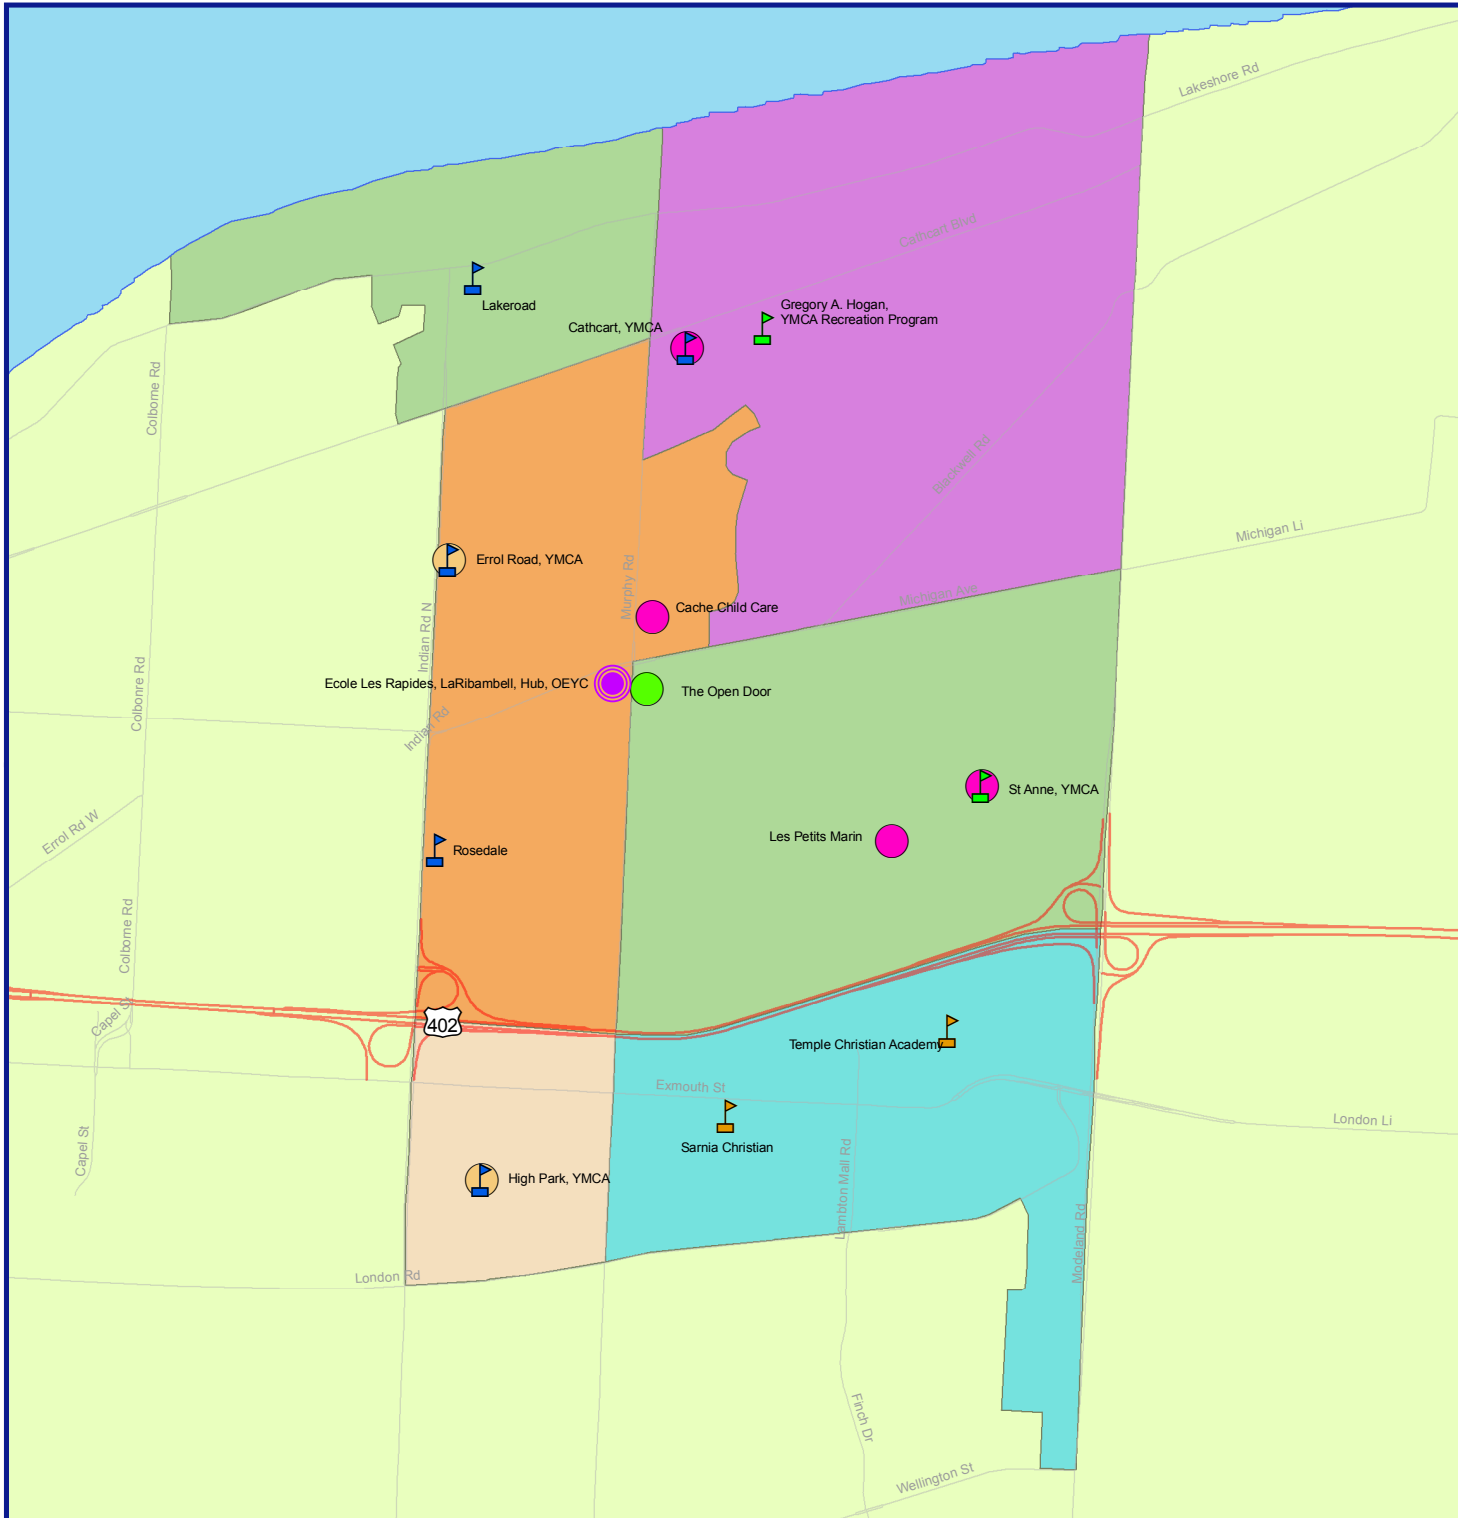 Lakeshore Rd
Cathcart Blvd
Lakeroad
Gregory A. Hogan,
YMCA Recreation Program
Cathcart, YMCA
Colborne Rd
Blackwell Rd
Michigan Li
Errol Road, YMCA
Murphy Rd
Michigan Ave
Cache Child Care
Indian Rd N
Colbonre Rd
Ecole Les Rapides, LaRibambell, Hub, OEYC
The Open Door
Indian Rd
St Anne, YMCA
Errol Rd W
Rosedale
Les Petits Marin
Colborne Rd
Capel St
402
Temple Christian Academy
Exmouth St
London Li
Capel St
Sarnia Christian
High Park, YMCA
Lambton Mall Rd
Modeland Rd
London Rd
Finch Dr
Wellington St